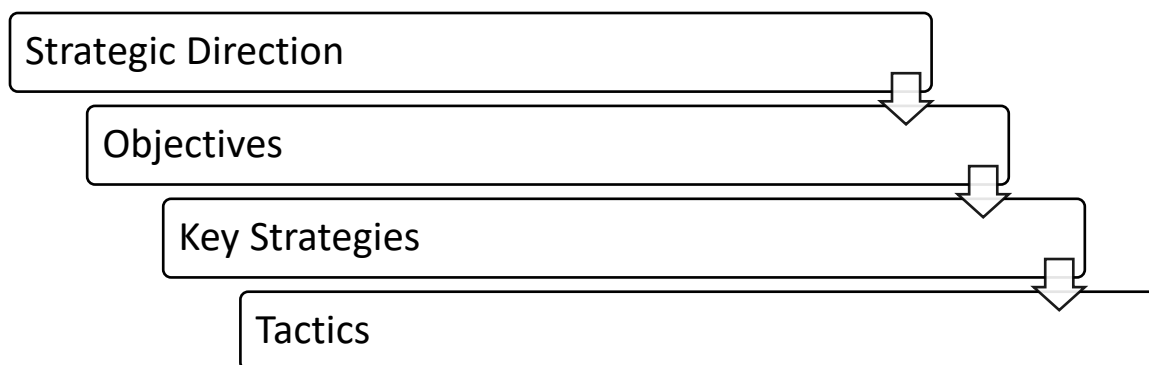 Strategic Direction
Objectives
Key Strategies
Tactics